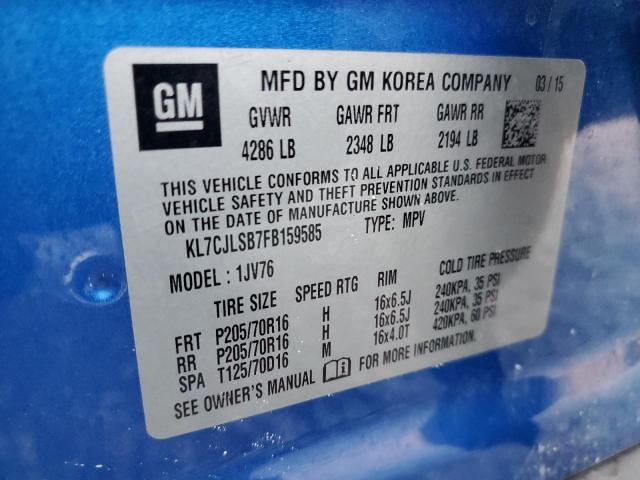 GM
MFD BY GM KOREA COMPANY 03/15
GVWR GAWR FRT GAWR RR
4286 LB 2348 LB 2194 LB
THIS VEHICLE CONFORMS TO ALL APPLICABLE U.S. FEDERAL MOTOR
VEHICLE SAFETY AND THEFT PREVENTION STANDARDS IN EFFECT
ON THE DATE OF MANUFACTURE SHOWN ABOVE.
KL7CJLSB7FB159585 TYPE: MPV
MODEL : 1JV76
TIRE SIZE SPEED RTG RIM COLD TIRE PRESSURE
FRT P205/70R16 H 16x6.5J 240KPA, 35 PSI
RR P205/70R16 H 16x6.5J 240KPA, 35 PSI
SPA T125/70D16 M 16x4.0T 420KPA, 60 PSI
SEE OWNER'S MANUAL FOR MORE INFORMATION.